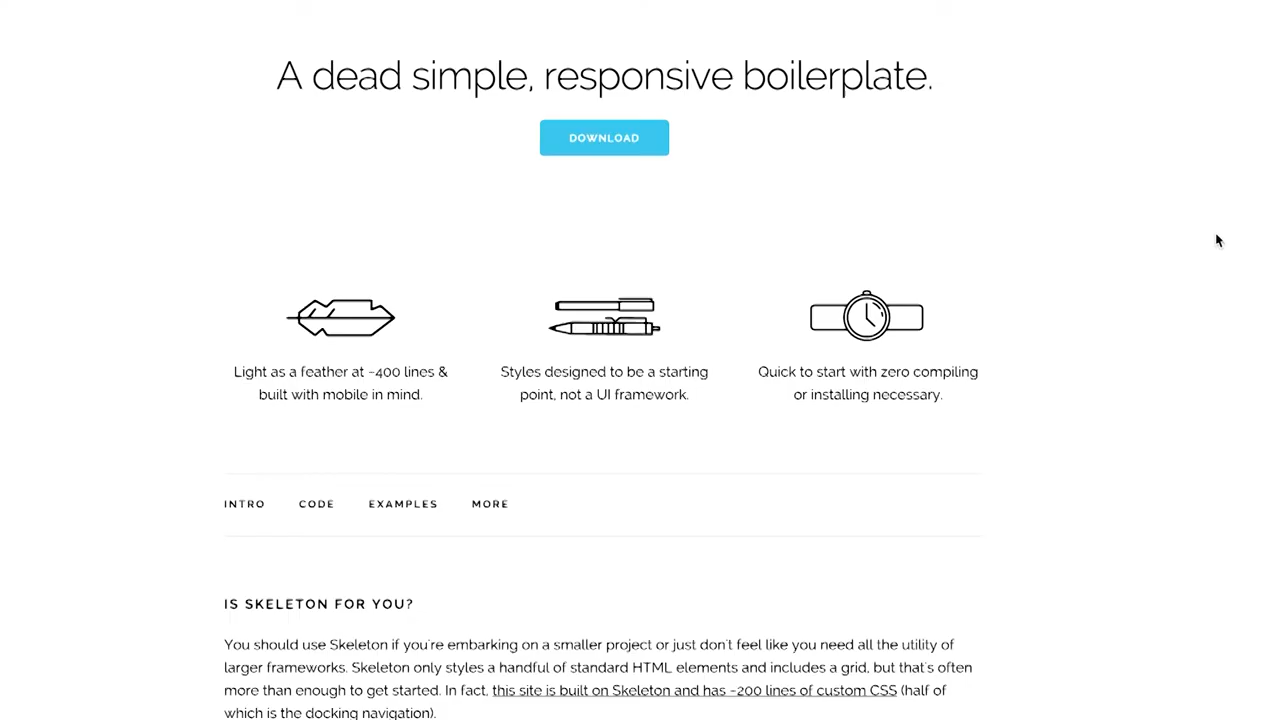 A dead simple, responsive boilerplate.
DOWNLOAD
Light as a feather at ~400 lines &
built with mobile in mind.
Styles designed to be a starting
point, not a UI framework.
Quick to start with zero compiling
or installing necessary.
INTRO CODE EXAMPLES MORE
IS SKELETON FOR YOU?
You should use Skeleton if you're embarking on a smaller project or just don't feel like you need all the utility of
larger frameworks. Skeleton only styles a handful of standard HTML elements and includes a grid, but that's often
more than enough to get started. In fact, this site is built on Skeleton and has ~200 lines of custom CSS (half of
which is the docking navigation).